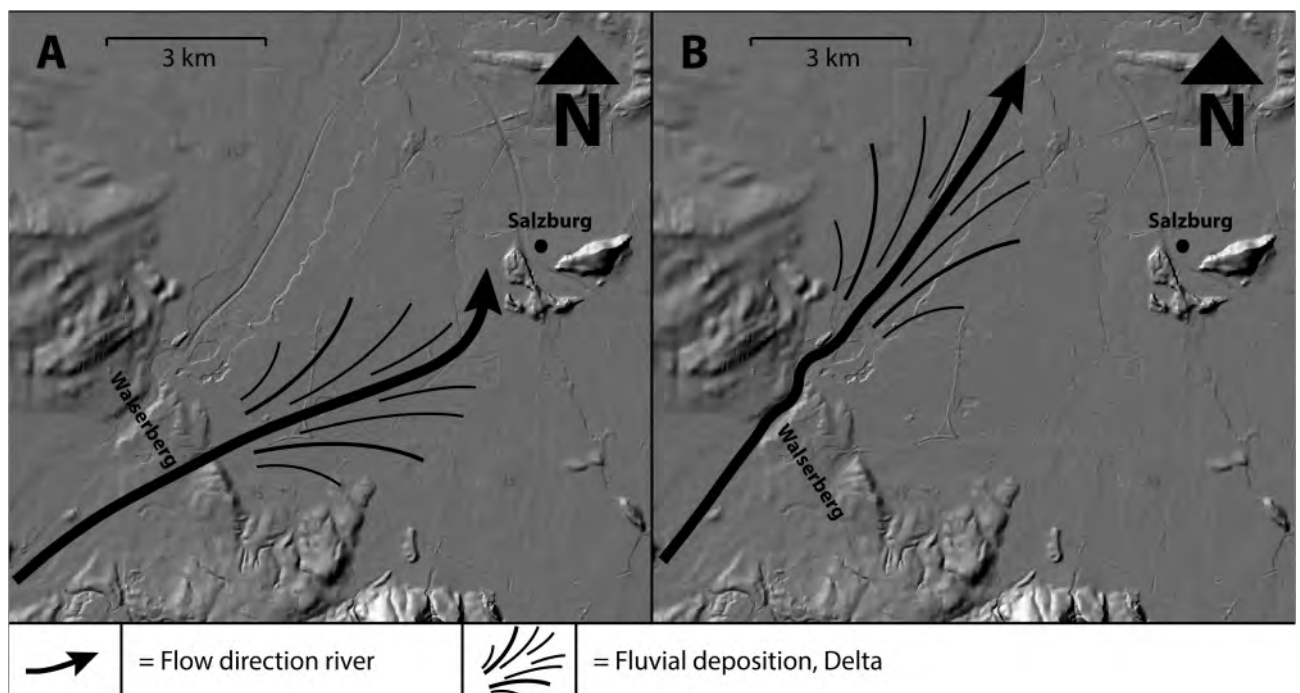 A
3 km
N
Salzburg
Walserberg
B
3 km
N
Salzburg
Walserberg
= Flow direction river
= Fluvial deposition, Delta